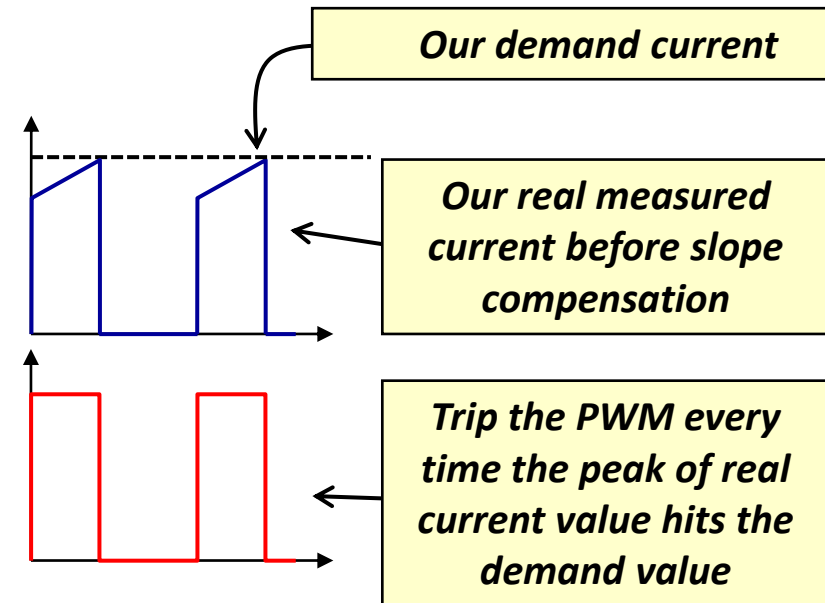 Our demand current
Our real measured
current before slope
compensation
Trip the PWM every
time the peak of real
current value hits the
demand value